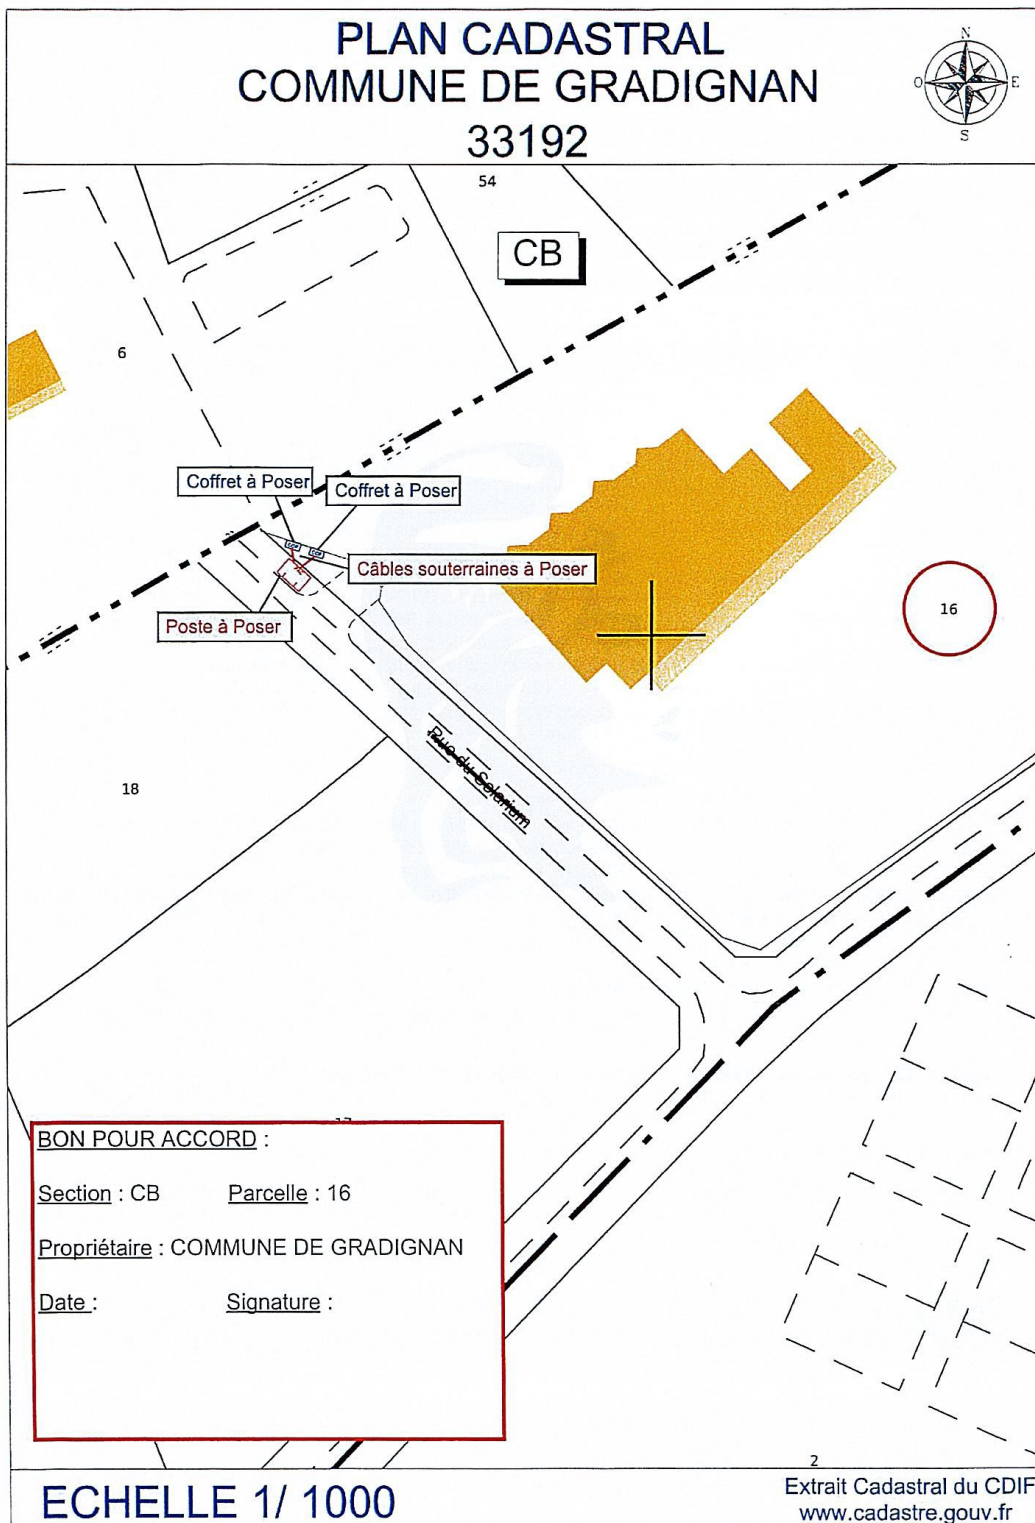 PLAN CADASTRAL
COMMUNE DE GRADIGNAN
33192
N
O
E
S
54
CB
6
Coffret à Poser
Coffret à Poser
Câbles souterraines à Poser
Poste à Poser
16
Rue du Solarium
18
17
BON POUR ACCORD :
Section : CB Parcelle : 16
Propriétaire : COMMUNE DE GRADIGNAN
Date : Signature :
2
ECHELLE 1/ 1000
Extrait Cadastral du CDIF
www.cadastre.gouv.fr